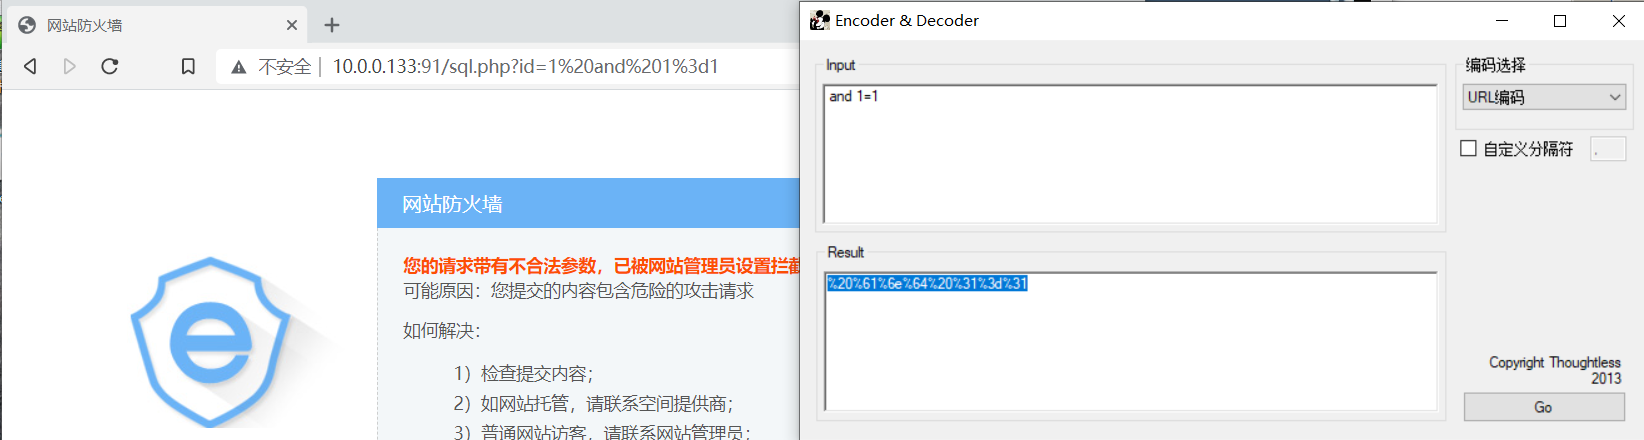 网站防火墙
不安全 | 10.0.0.133:91/sql.php?id=1%20and%201%3d1
网站防火墙
您的请求带有不合法参数，已被网站管理员设置拦截
可能原因：您提交的内容包含危险的攻击请求
如何解决：
1）检查提交内容；
2）如网站托管，请联系空间提供商；
3）普通网站访客，请联系网站管理员；
Encoder & Decoder
Input
and 1=1
Result
%20%61%6e%64%20%31%3d%31
编码选择
URL编码
自定义分隔符
Copyright Thoughtless
2013
Go